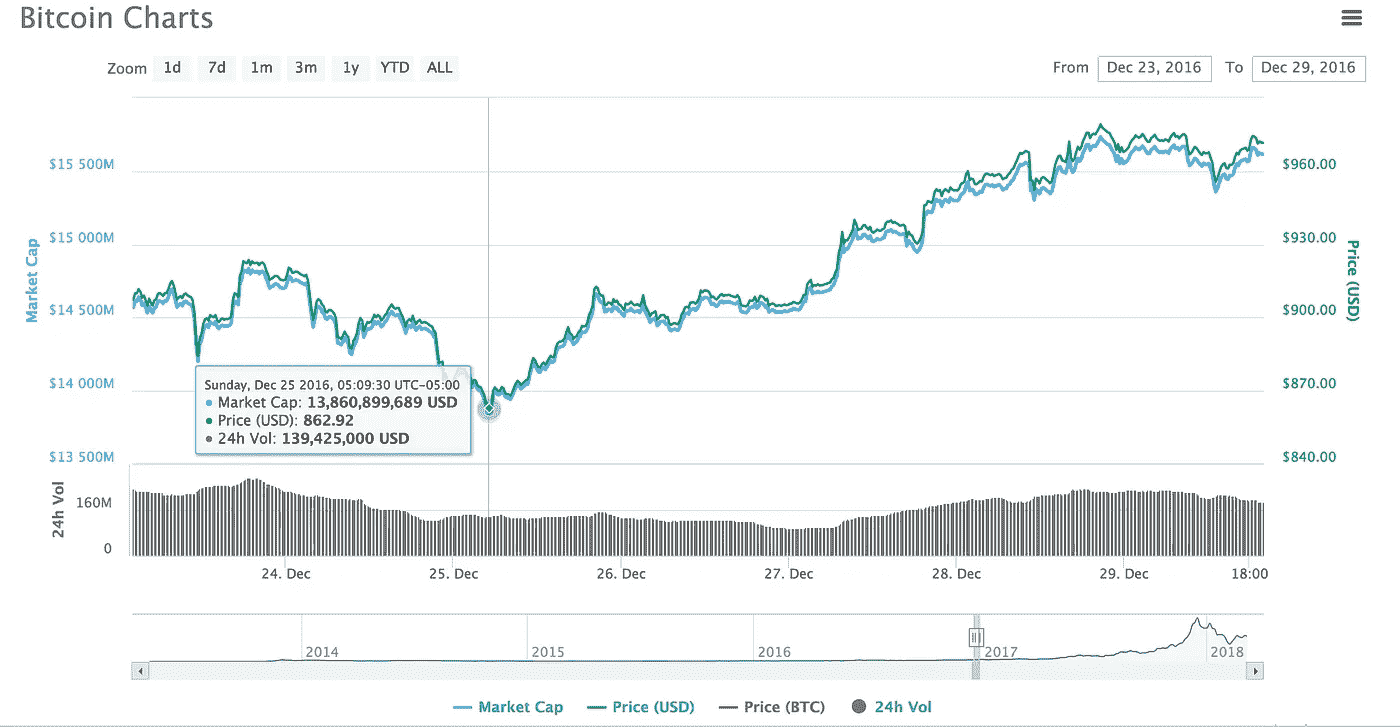 Bitcoin Charts
Zoom 1d 7d 1m 3m 1y YTD ALL From Dec 23, 2016 To Dec 29, 2016
Market Cap
$15 500M
$15 000M
$14 500M
$14 000M
$13 500M
$960.00
$930.00
$900.00
$870.00
$840.00
Price (USD)
Sunday, Dec 25 2016, 05:09:30 UTC−05:00
● Market Cap: 13,860,899,689 USD
● Price (USD): 862.92
● 24h Vol: 139,425,000 USD
24h Vol
160M
0
24. Dec 25. Dec 26. Dec 27. Dec 28. Dec 29. Dec 18:00
2014 2015 2016 2017 2018
Market Cap Price (USD) Price (BTC) 24h Vol